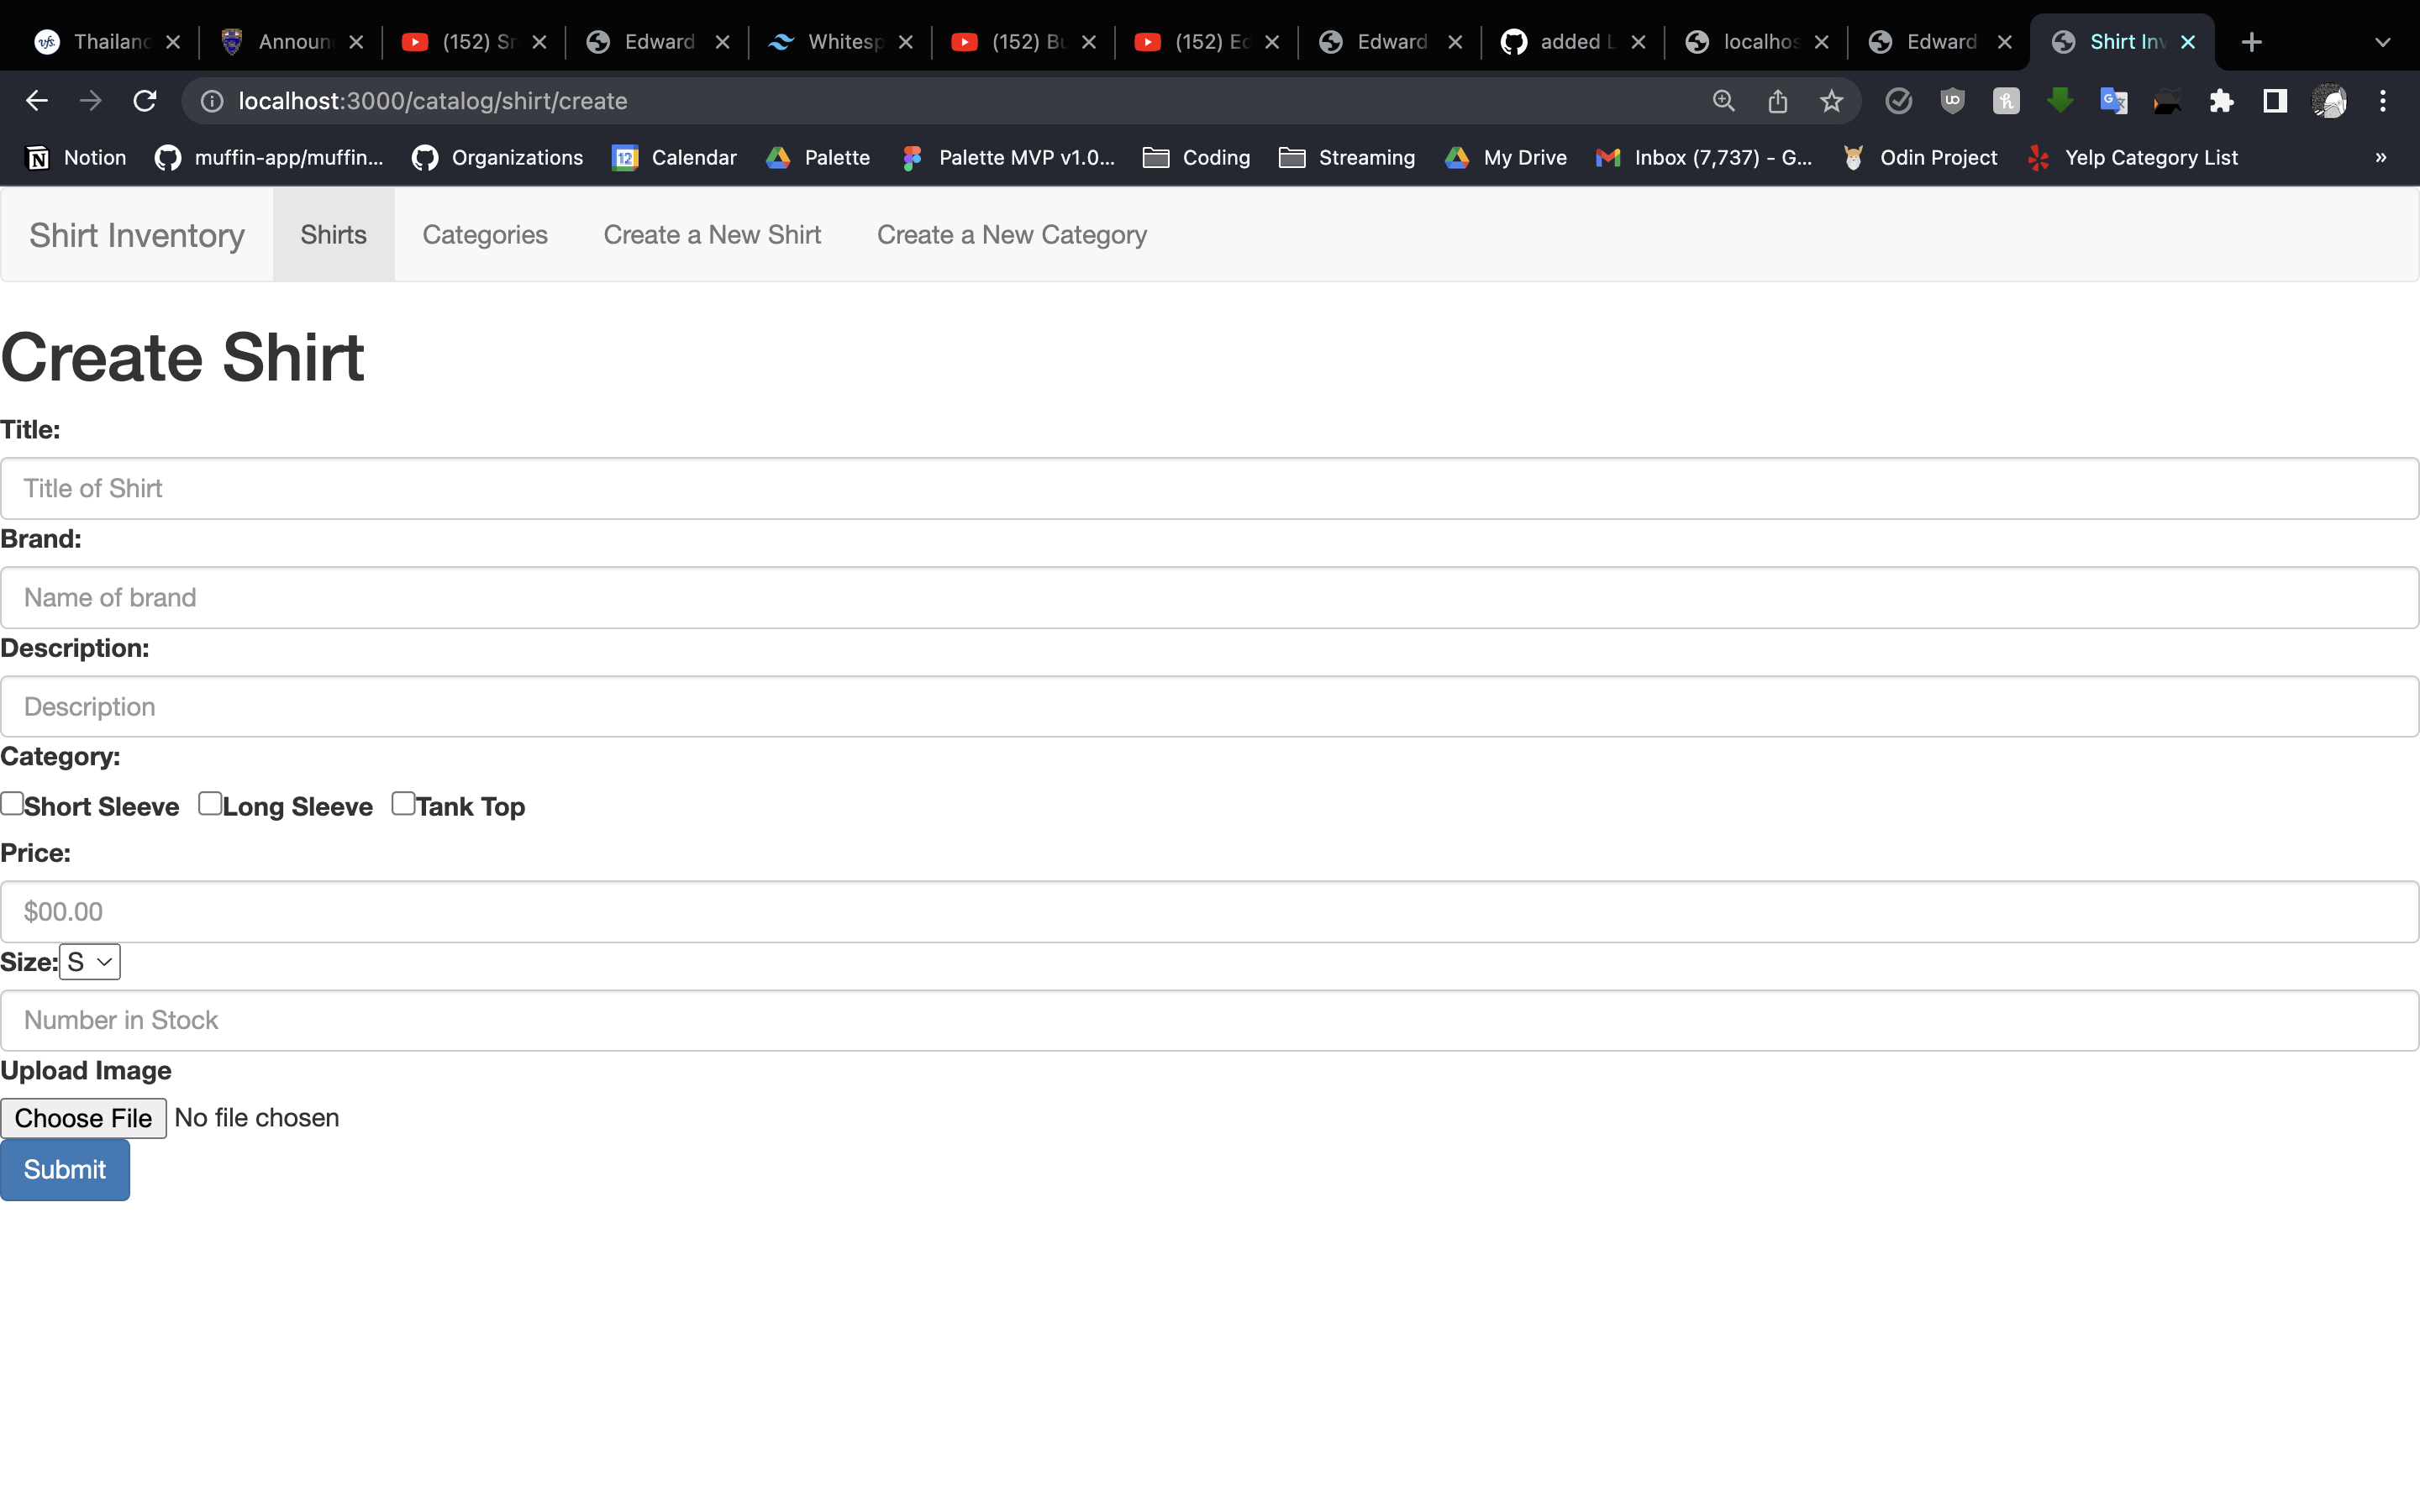 Thailand (152) Sn Edward Whitesp (152) Bu (152) Ed Edward added L localhos Edward Shirt Inv
localhost:3000/catalog/shirt/create
Notion muffin-app/muffin... Organizations Calendar Palette Palette MVP v1.0... Coding Streaming My Drive Inbox (7,737) - G... Odin Project Yelp Category List »
Shirt Inventory Shirts Categories Create a New Shirt Create a New Category
Create Shirt
Title:
Title of Shirt
Brand:
Name of brand
Description:
Description
Category:
Short Sleeve Long Sleeve Tank Top
Price:
$00.00
Size: S
Number in Stock
Upload Image
Choose File No file chosen
Submit